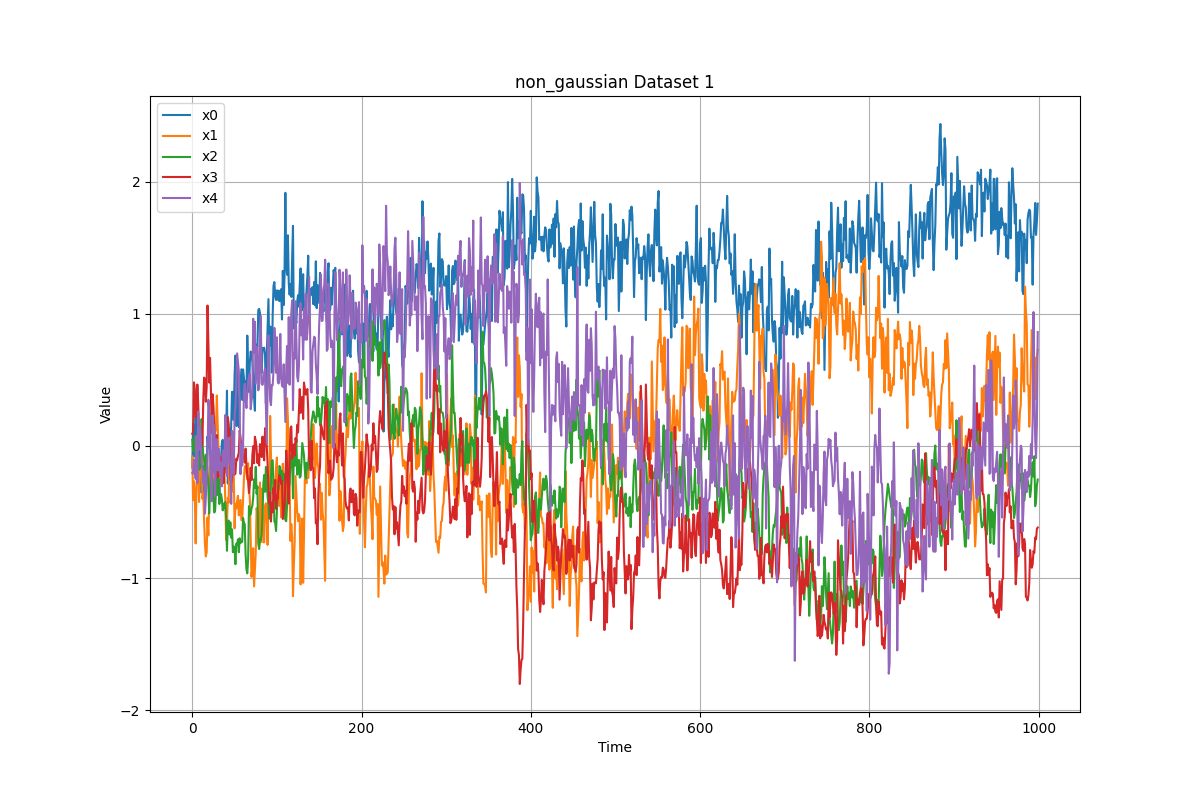 non_gaussian Dataset 1
x0
x1
x2
x3
x4
Value
2
1
0
−1
−2
0 200 400 600 800 1000
Time